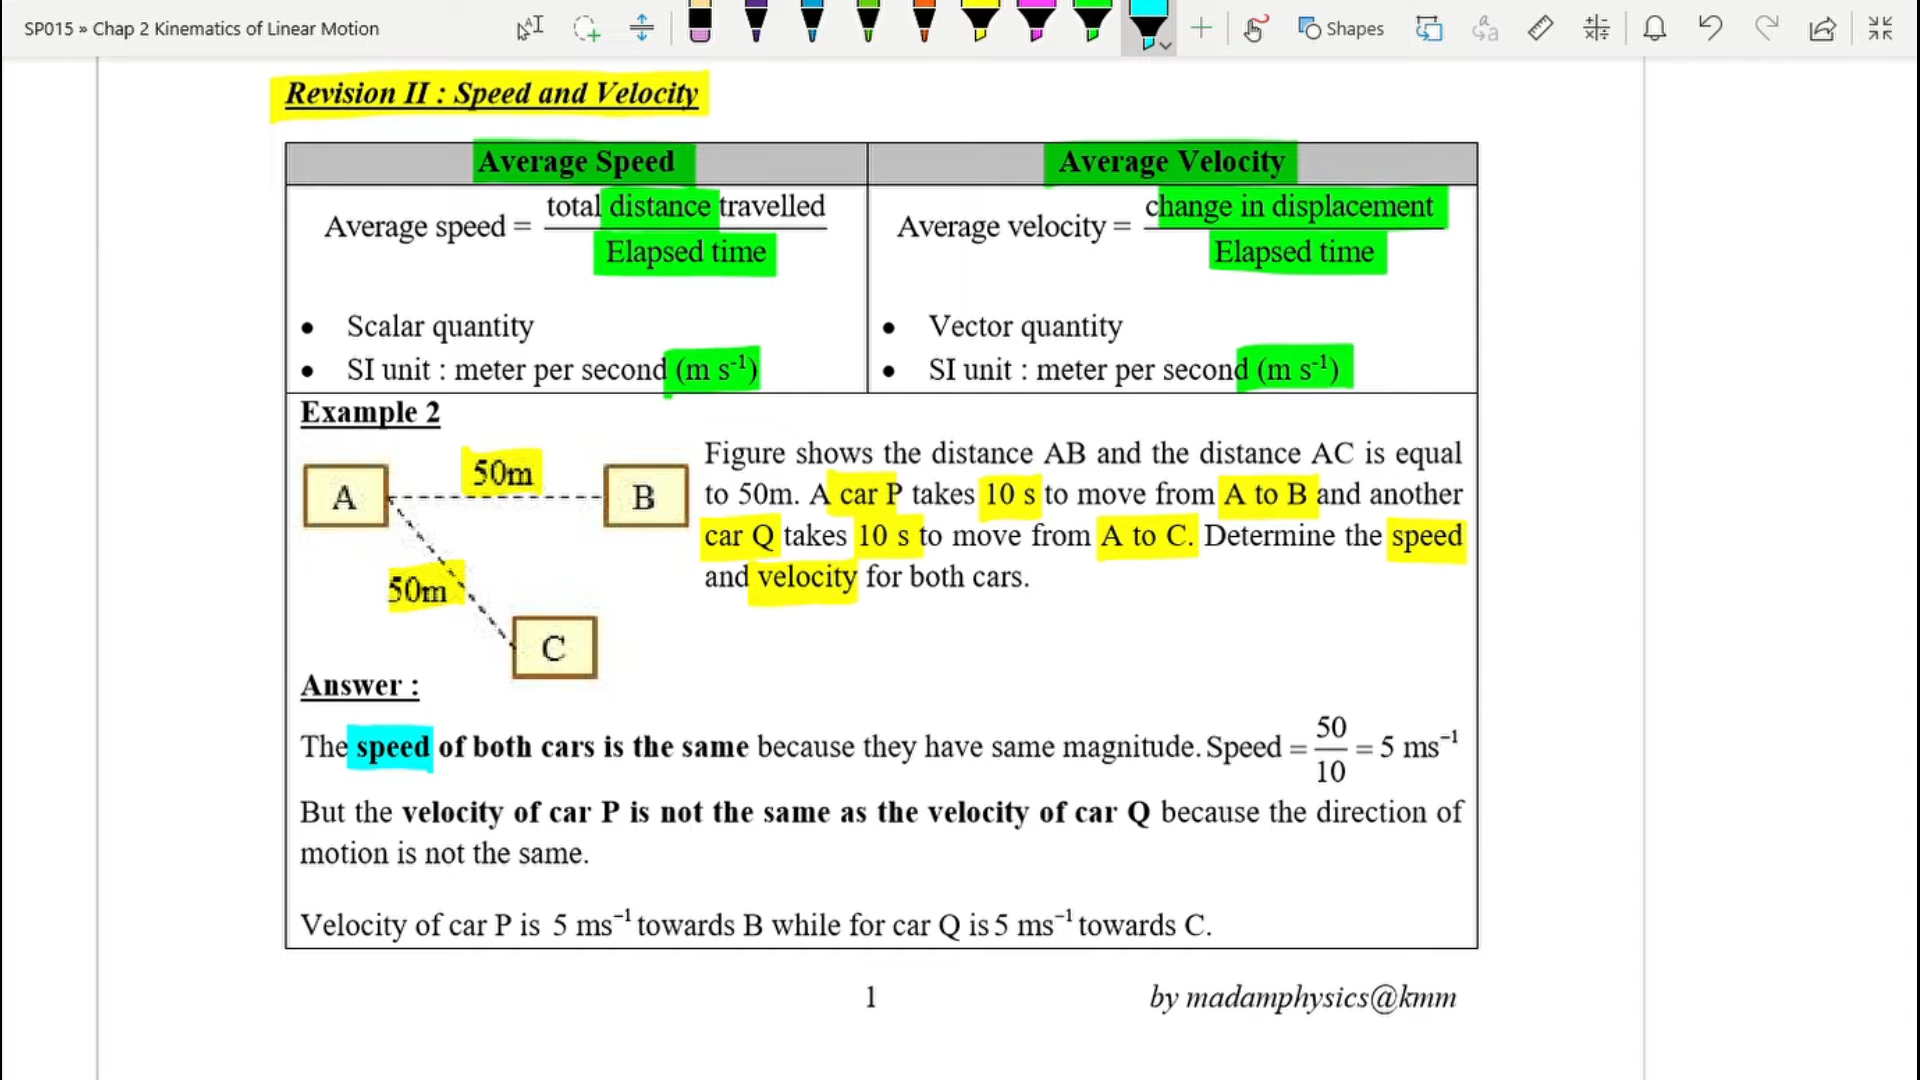 SP015 » Chap 2 Kinematics of Linear Motion
Shapes
Revision II : Speed and Velocity
Average Speed
Average Velocity
Average speed = total distance travelled / Elapsed time
Average velocity = change in displacement / Elapsed time
• Scalar quantity
• SI unit : meter per second (m s⁻¹)
• Vector quantity
• SI unit : meter per second (m s⁻¹)
Example 2
A
50m
B
50m
C
Figure shows the distance AB and the distance AC is equal
to 50m. A car P takes 10 s to move from A to B and another
car Q takes 10 s to move from A to C. Determine the speed
and velocity for both cars.
Answer :
The speed of both cars is the same because they have same magnitude. Speed = 50/10 = 5 ms⁻¹
But the velocity of car P is not the same as the velocity of car Q because the direction of
motion is not the same.
Velocity of car P is 5 ms⁻¹ towards B while for car Q is 5 ms⁻¹ towards C.
1
by madamphysics@kmm